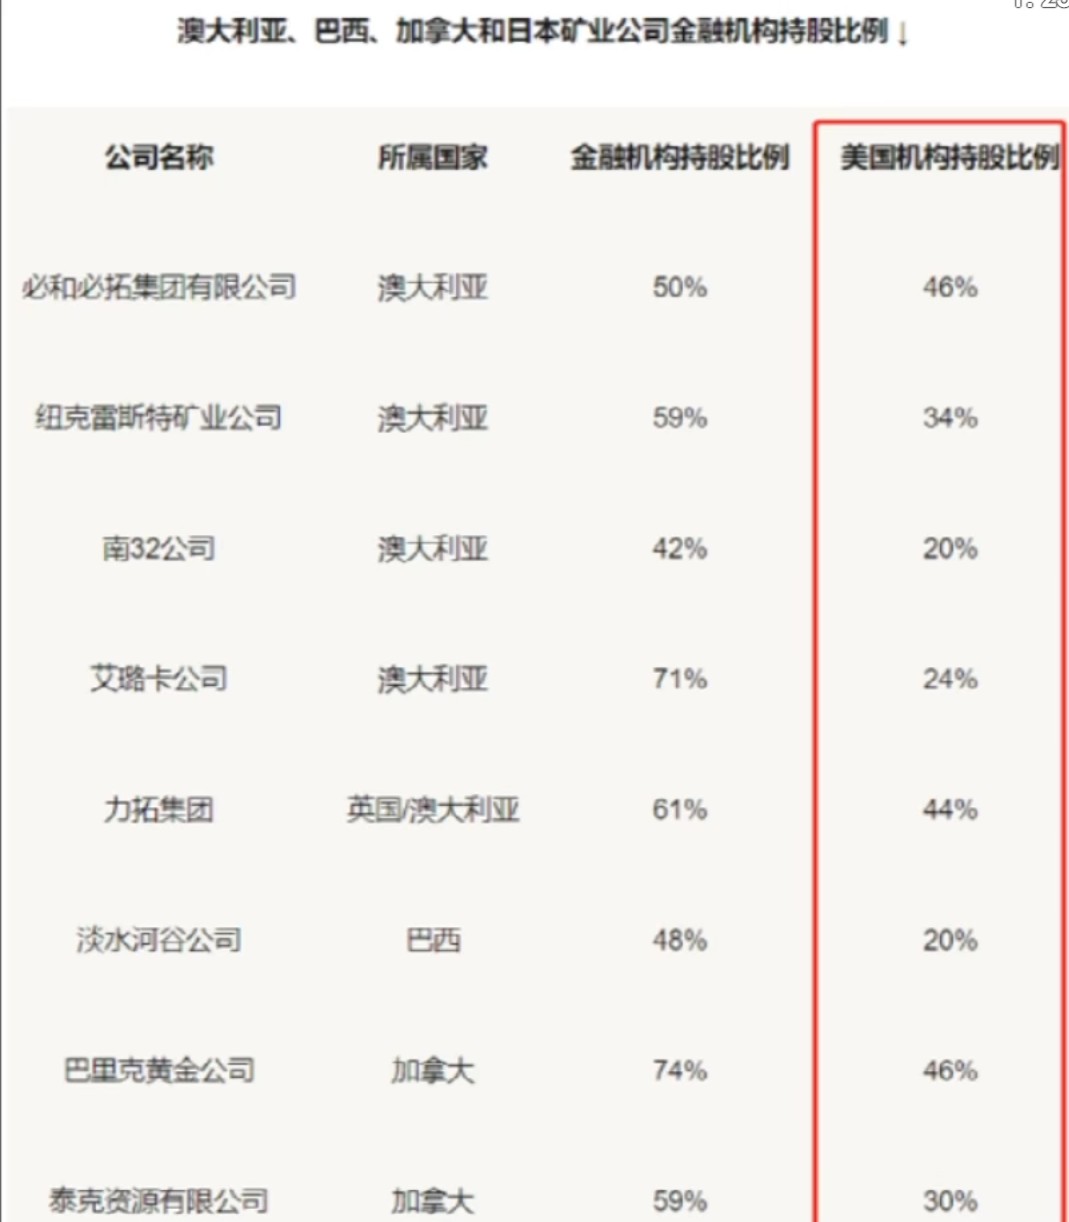 澳大利亚、巴西、加拿大和日本矿业公司金融机构持股比例↓
公司名称 所属国家 金融机构持股比例 美国机构持股比例
必和必拓集团有限公司 澳大利亚 50% 46%
纽克雷斯特矿业公司 澳大利亚 59% 34%
南32公司 澳大利亚 42% 20%
艾璐卡公司 澳大利亚 71% 24%
力拓集团 英国/澳大利亚 61% 44%
淡水河谷公司 巴西 48% 20%
巴里克黄金公司 加拿大 74% 46%
泰克资源有限公司 加拿大 59% 30%